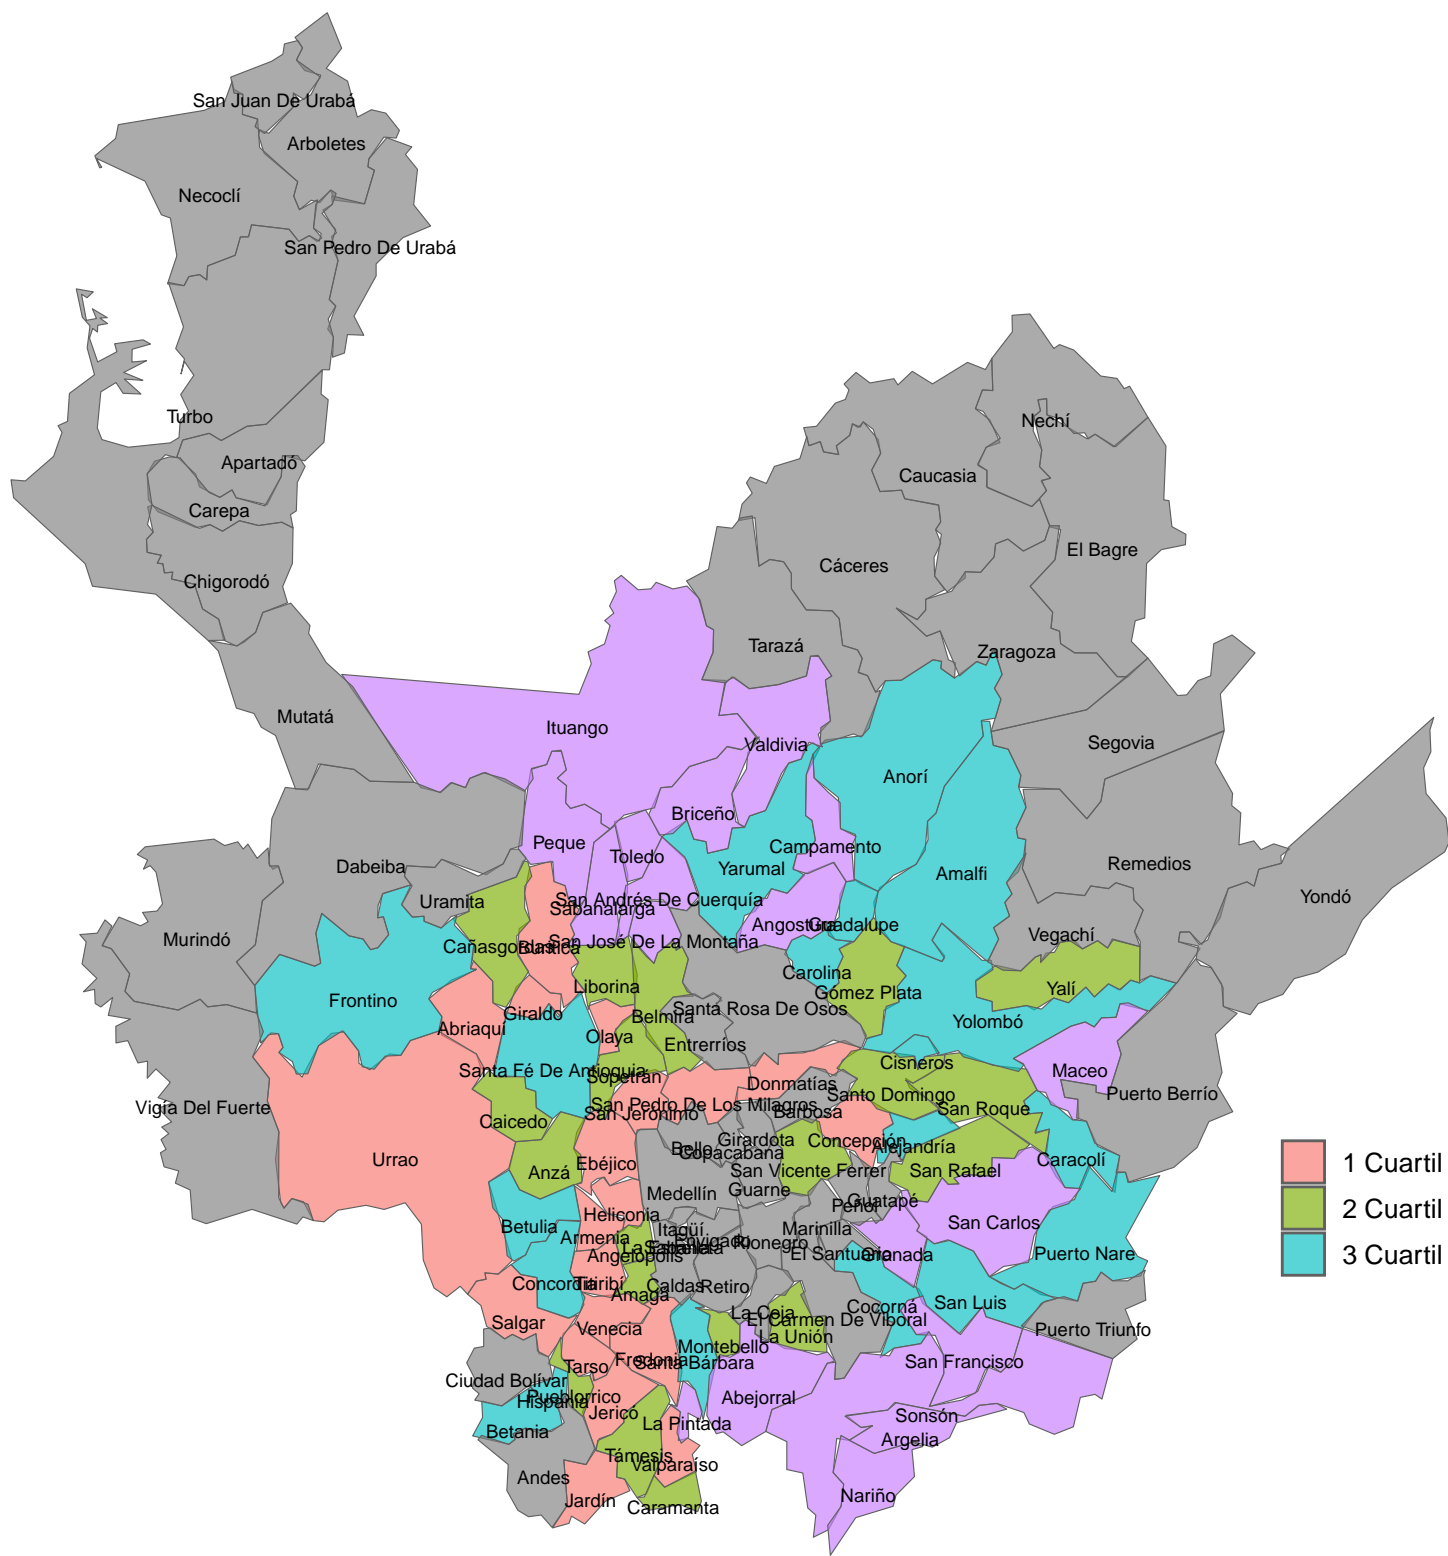 San Juan De Urabá
Arboletes
Necoclí
San Pedro De Urabá
Turbo
Nechí
Apartadó
Caucasia
Carepa
El Bagre
Cáceres
Chigorodó
Tarazá
Zaragoza
Mutatá
Ituango
Valdivia
Segovia
Anorí
Briceño
Peque
Campamento
Toledo
Dabeiba
Yarumal
Amalfi
Remedios
Yondó
Uramita
San Andrés De Cuerquía
Sabanalarga
Angostura
Guadalupe
Murindó
Cañasgordas
Buriticá
San José De La Montaña
Vegachí
Carolina
Liborina
Gómez Plata
Yalí
Frontino
Giraldo
Santa Rosa De Osos
Belmira
Yolombó
Abriaquí
Olaya
Entrerríos
Cisneros
Santa Fé De Antioquia
Sopetrán
Maceo
Donmatías
Santo Domingo
Puerto Berrío
Vigía Del Fuerte
San Pedro De Los Milagros
San Jerónimo
Barbosa
San Roque
Caicedo
Girardota
Concepción
Bello
Copacabana
Alejandría
Urrao
Ebéjico
Anzá
San Vicente Ferrer
San Rafael
Caracolí
1 Cuartil
Medellín
Guarne
Guatapé
Peñol
2 Cuartil
Heliconia
Betulia
Itagüí
Marinilla
San Carlos
Armenia
Envigado
Rionegro
La Estrella
Sabaneta
Angelópolis
El Santuario
Granada
Puerto Nare
3 Cuartil
Concordia
Titiribí
Amagá
Caldas
Retiro
Cocorná
San Luis
Salgar
Venecia
La Ceja
El Carmen De Viboral
La Unión
Puerto Triunfo
Montebello
Tarso
Fredonia
Santa Bárbara
San Francisco
Ciudad Bolívar
Pueblorrico
Hispania
Abejorral
Jericó
La Pintada
Sonsón
Betania
Argelia
Támesis
Valparaíso
Andes
Nariño
Jardín
Caramanta